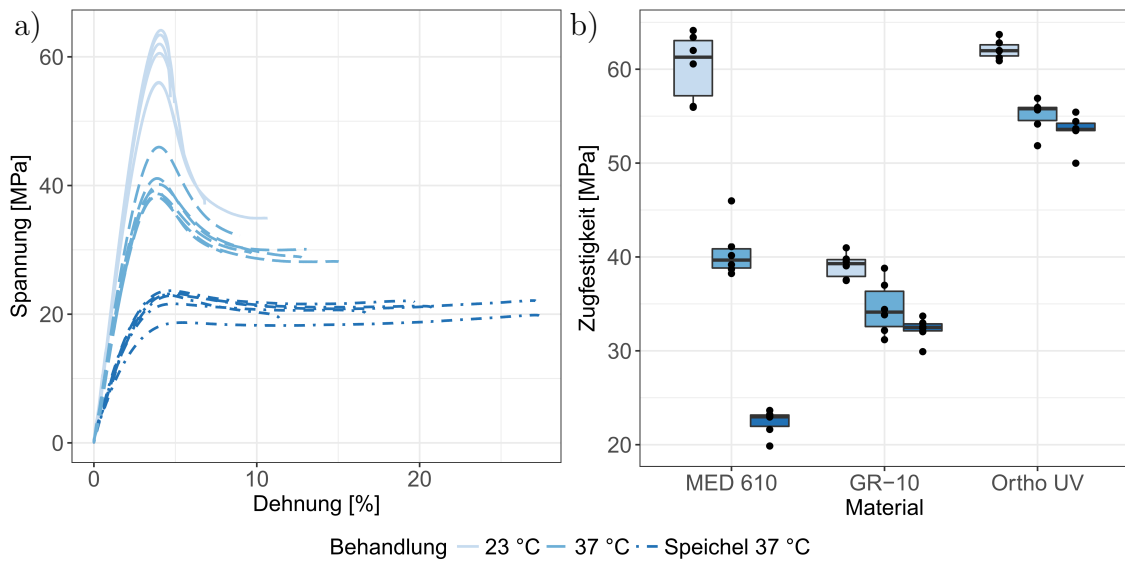 a)
60
40
20
0
Spannung [MPa]
0 10 20
Dehnung [%]
b)
60
50
40
30
20
Zugfestigkeit [MPa]
MED 610 GR−10 Ortho UV
Material
Behandlung 23 °C 37 °C Speichel 37 °C